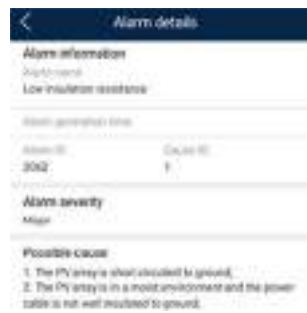 Alarm details
Alarm information
Alarm name
Low insulation resistance
Alarm generation time
Alarm ID
Cause ID
2062
1
Alarm severity
Major
Possible cause
1. The PV array is short-circuited to ground;
2. The PV array is in a moist environment and the power
cable is not well insulated to ground;